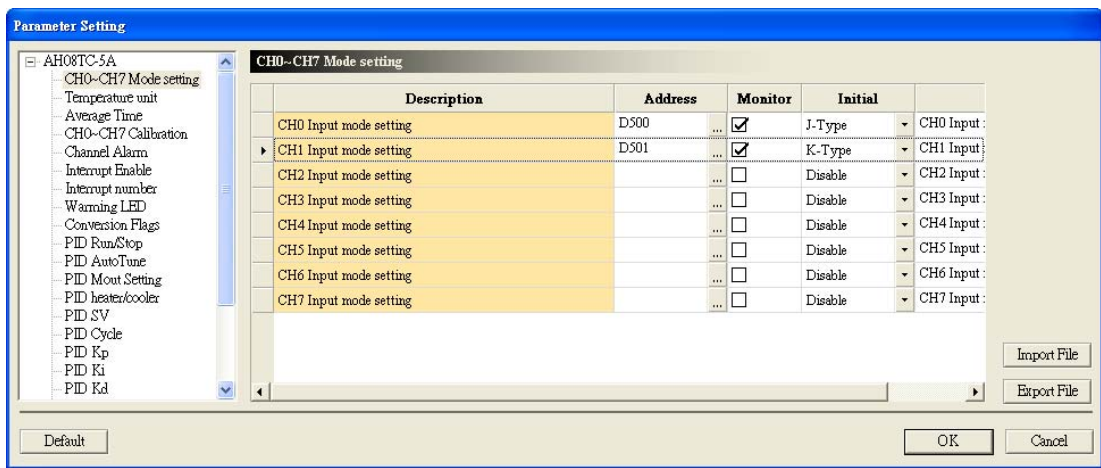 Parameter Setting
AH08TC-5A
CH0~CH7 Mode setting
Temperature unit
Average Time
CH0~CH7 Calibration
Channel Alarm
Interrupt Enable
Interrupt number
Warning LED
Conversion Flags
PID Run/Stop
PID AutoTune
PID Mout Setting
PID heater/cooler
PID SV
PID Cycle
PID Kp
PID Ki
PID Kd
CH0~CH7 Mode setting
Description Address Monitor Initial
CH0 Input mode setting D500 ... J-Type CH0 Input :
CH1 Input mode setting D501 ... K-Type CH1 Input :
CH2 Input mode setting ... Disable CH2 Input :
CH3 Input mode setting ... Disable CH3 Input :
CH4 Input mode setting ... Disable CH4 Input :
CH5 Input mode setting ... Disable CH5 Input :
CH6 Input mode setting ... Disable CH6 Input :
CH7 Input mode setting ... Disable CH7 Input :
Import File
Export File
Default OK Cancel